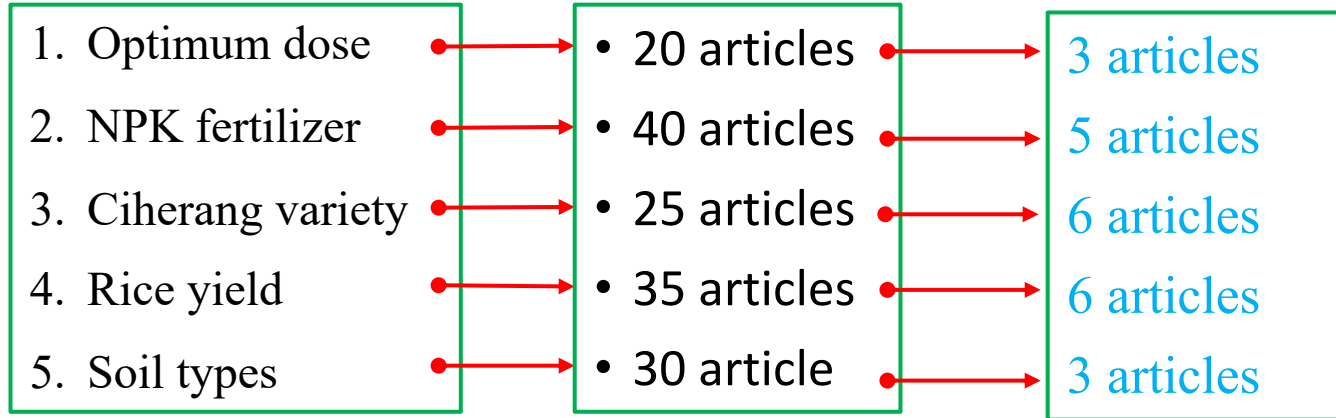 1. Optimum dose • 20 articles 3 articles
2. NPK fertilizer • 40 articles 5 articles
3. Ciherang variety • 25 articles 6 articles
4. Rice yield • 35 articles 6 articles
5. Soil types • 30 article 3 articles